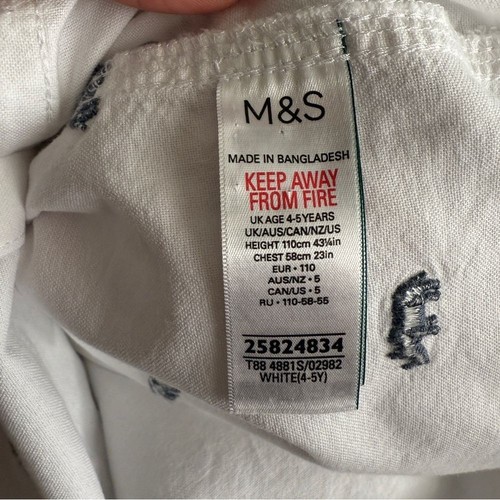 M&S
MADE IN BANGLADESH
KEEP AWAY
FROM FIRE
UK AGE 4-5YEARS
UK/AUS/CAN/NZ/US
HEIGHT 110cm 43¼in
CHEST 58cm 23in
EUR • 110
AUS/NZ • 5
CAN/US • 5
RU • 110-58-55
25824834
T88 4881S/02982
WHITE(4-5Y)